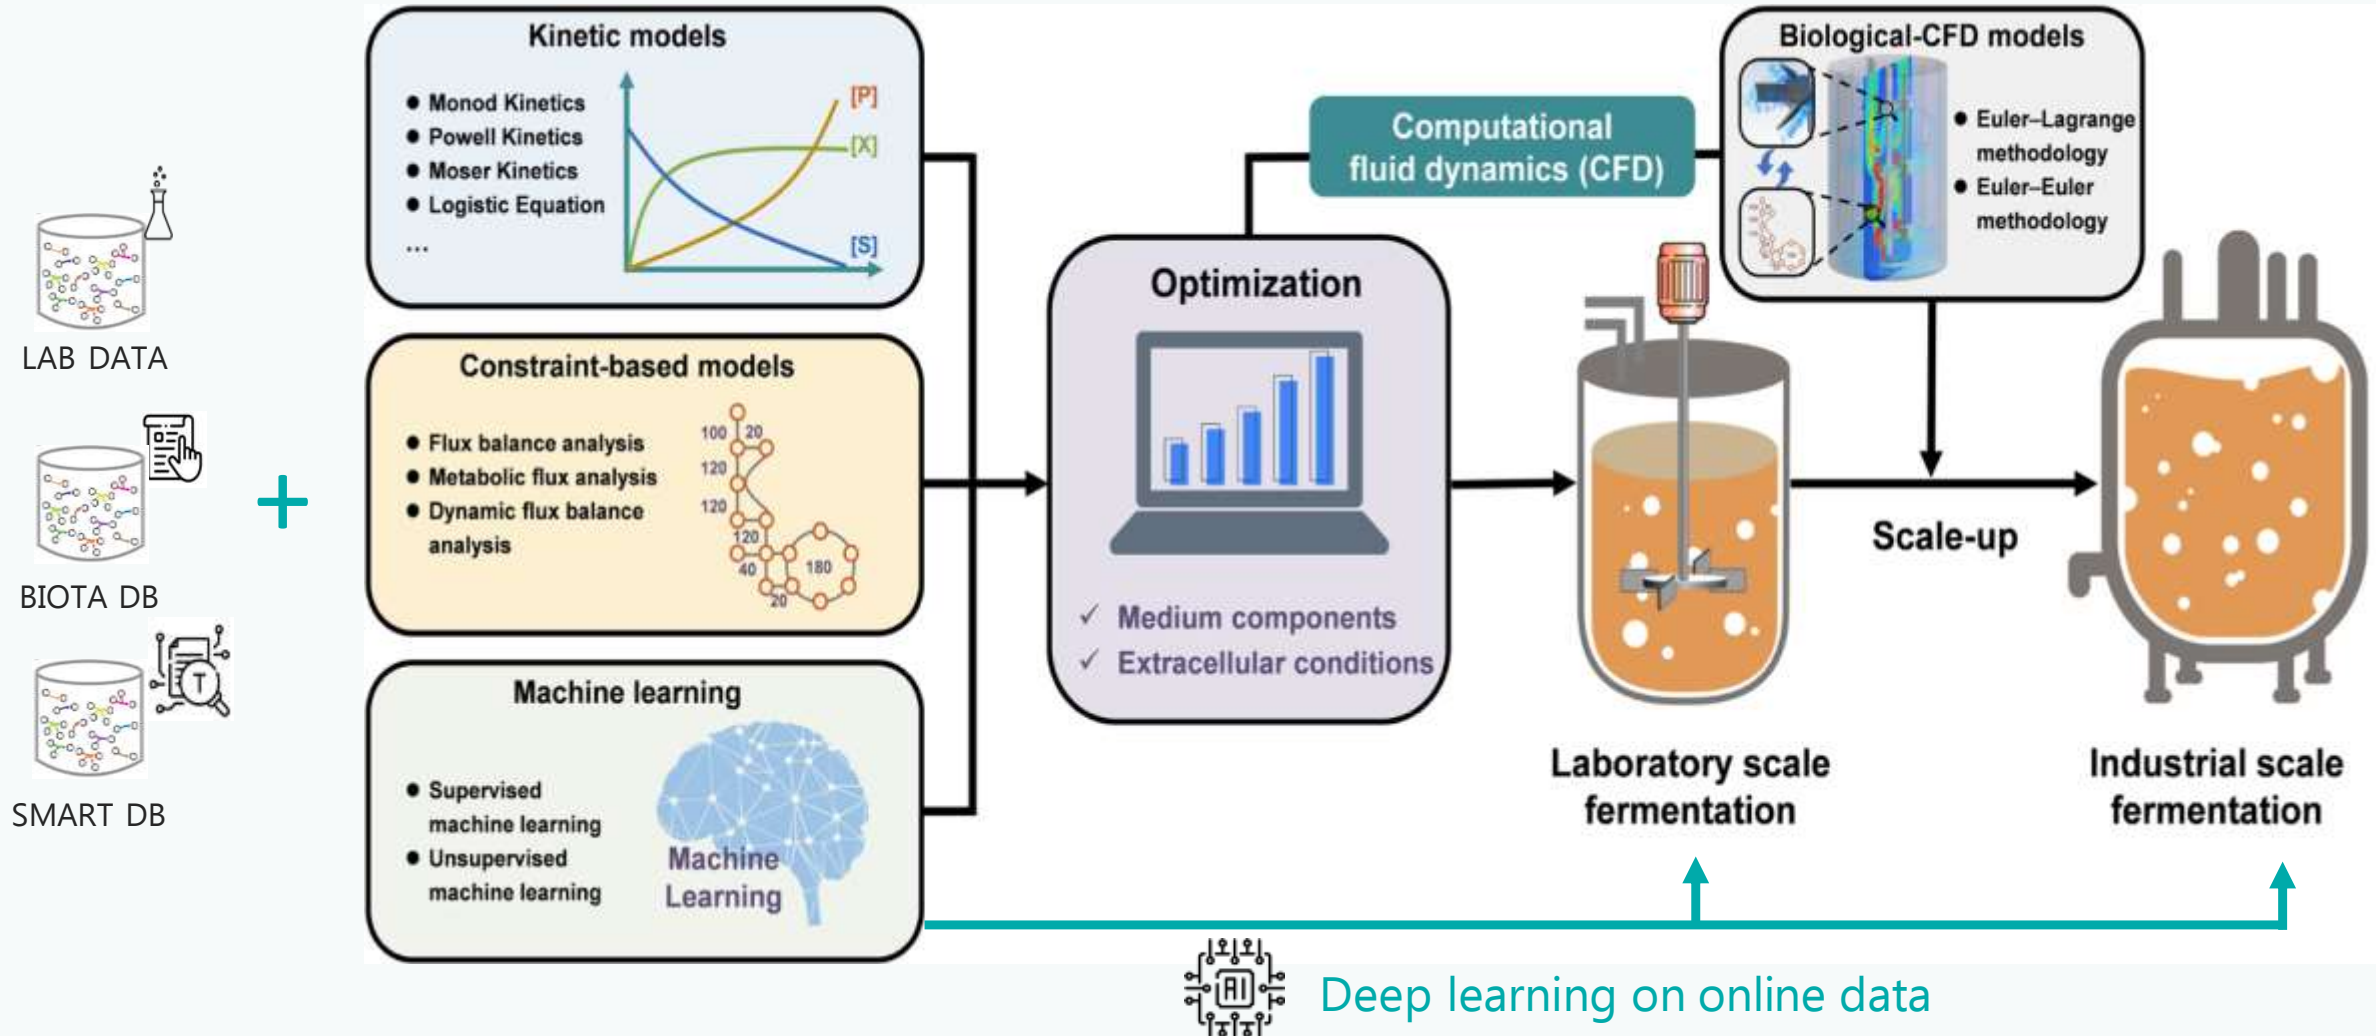 LAB DATA
BIOTA DB
SMART DB
+
Kinetic models
● Monod Kinetics
● Powell Kinetics
● Moser Kinetics
● Logistic Equation
...
[P]
[X]
[S]
Constraint-based models
● Flux balance analysis
● Metabolic flux analysis
● Dynamic flux balance
analysis
100
20
120
120
120
40
180
20
Machine learning
● Supervised
machine learning
● Unsupervised
machine learning
Machine
Learning
Optimization
✓ Medium components
✓ Extracellular conditions
Computational
fluid dynamics (CFD)
Biological-CFD models
● Euler–Lagrange
methodology
● Euler–Euler
methodology
Scale-up
Laboratory scale
fermentation
Industrial scale
fermentation
T
AI
Deep learning on online data